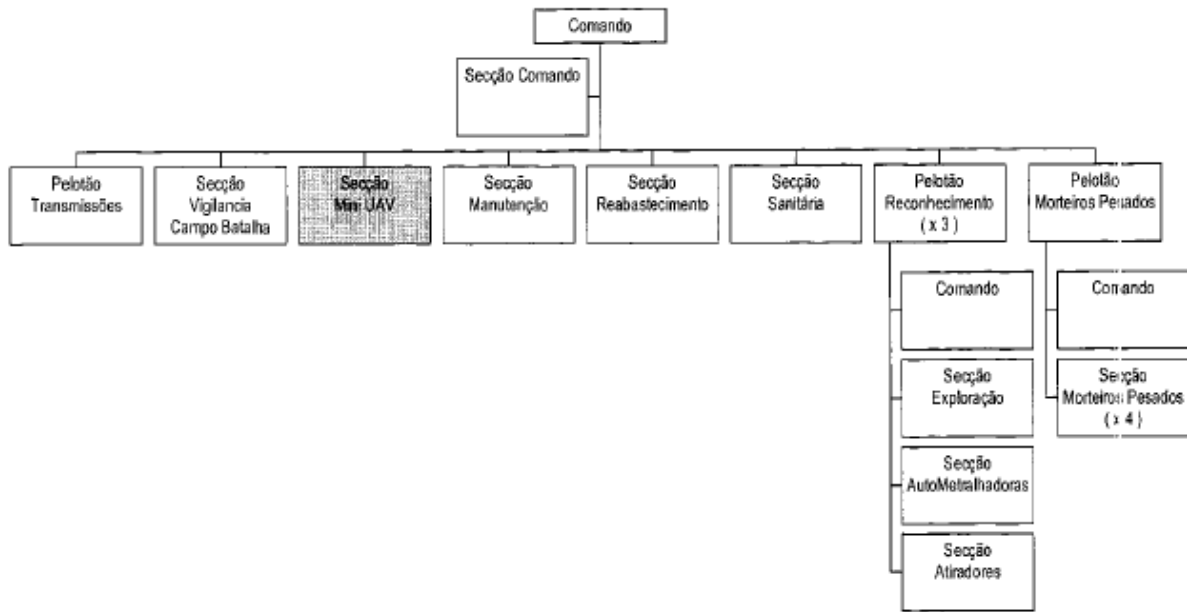 Comando
Secção Comando
Pelotão
Transmissões
Secção
Vigilancia
Campo Batalha
Secção
Mini UAV
Secção
Manutenção
Secção
Reabastecimento
Secção
Sanitária
Pelotão
Reconhecimento
( x 3 )
Pelotão
Morteiros Pesados
Comando
Secção
Exploração
Secção
AutoMetralhadoras
Secção
Atiradores
Comando
Secção
Morteiros Pesados
( x 4 )